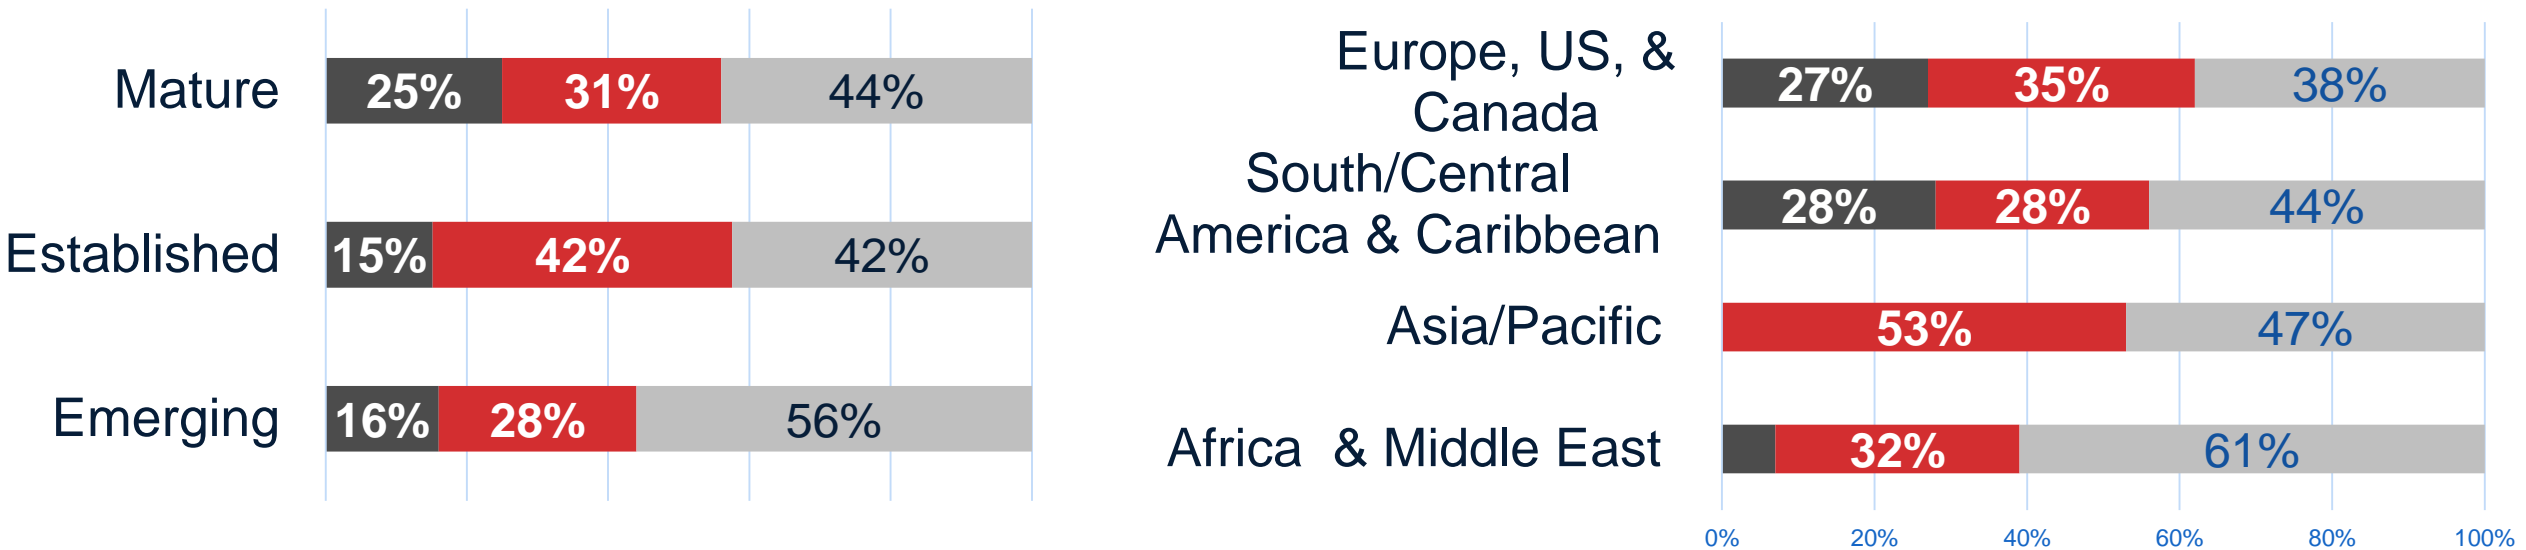 Mature
25% 31% 44%
Established
15% 42% 42%
Emerging
16% 28% 56%
Europe, US, &
Canada
27% 35% 38%
South/Central
America & Caribbean
28% 28% 44%
Asia/Pacific
53% 47%
Africa & Middle East
32% 61%
0% 20% 40% 60% 80% 100%